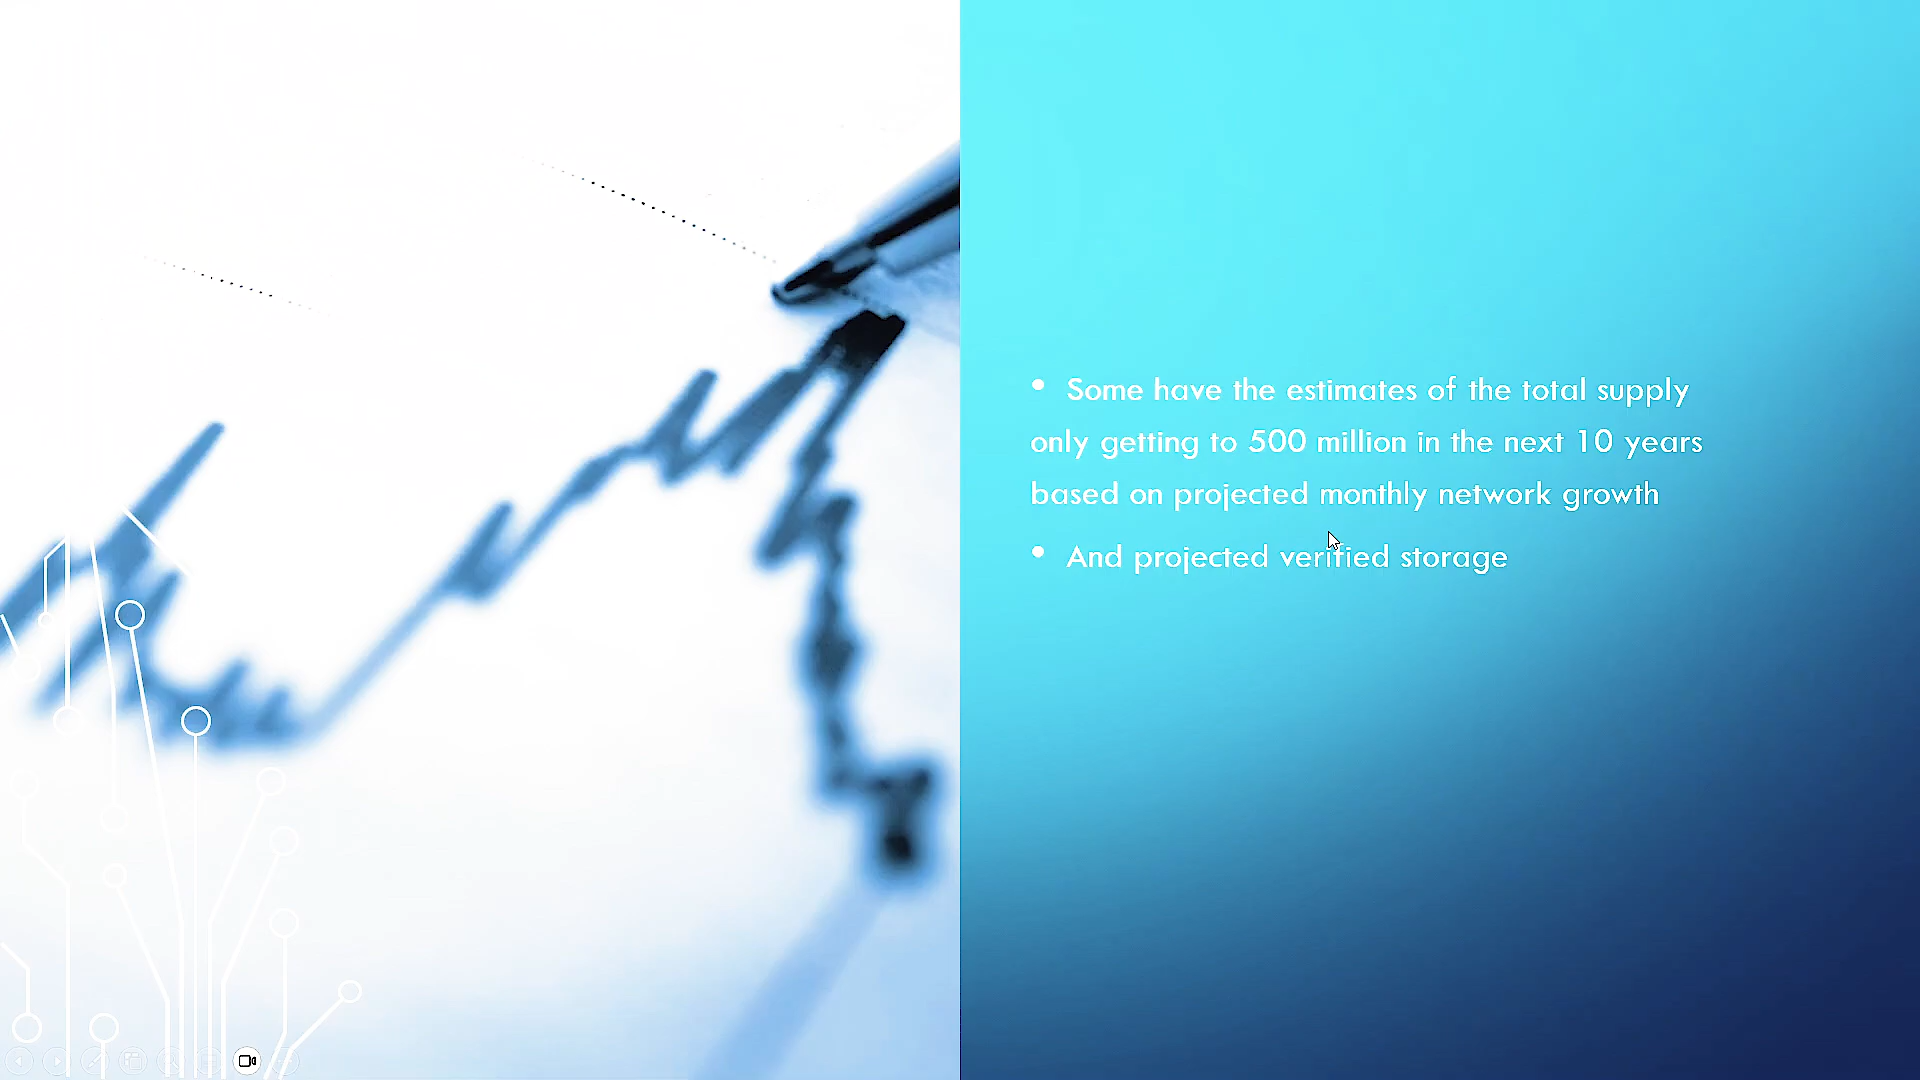 • Some have the estimates of the total supply
only getting to 500 million in the next 10 years
based on projected monthly network growth
• And projected verified storage